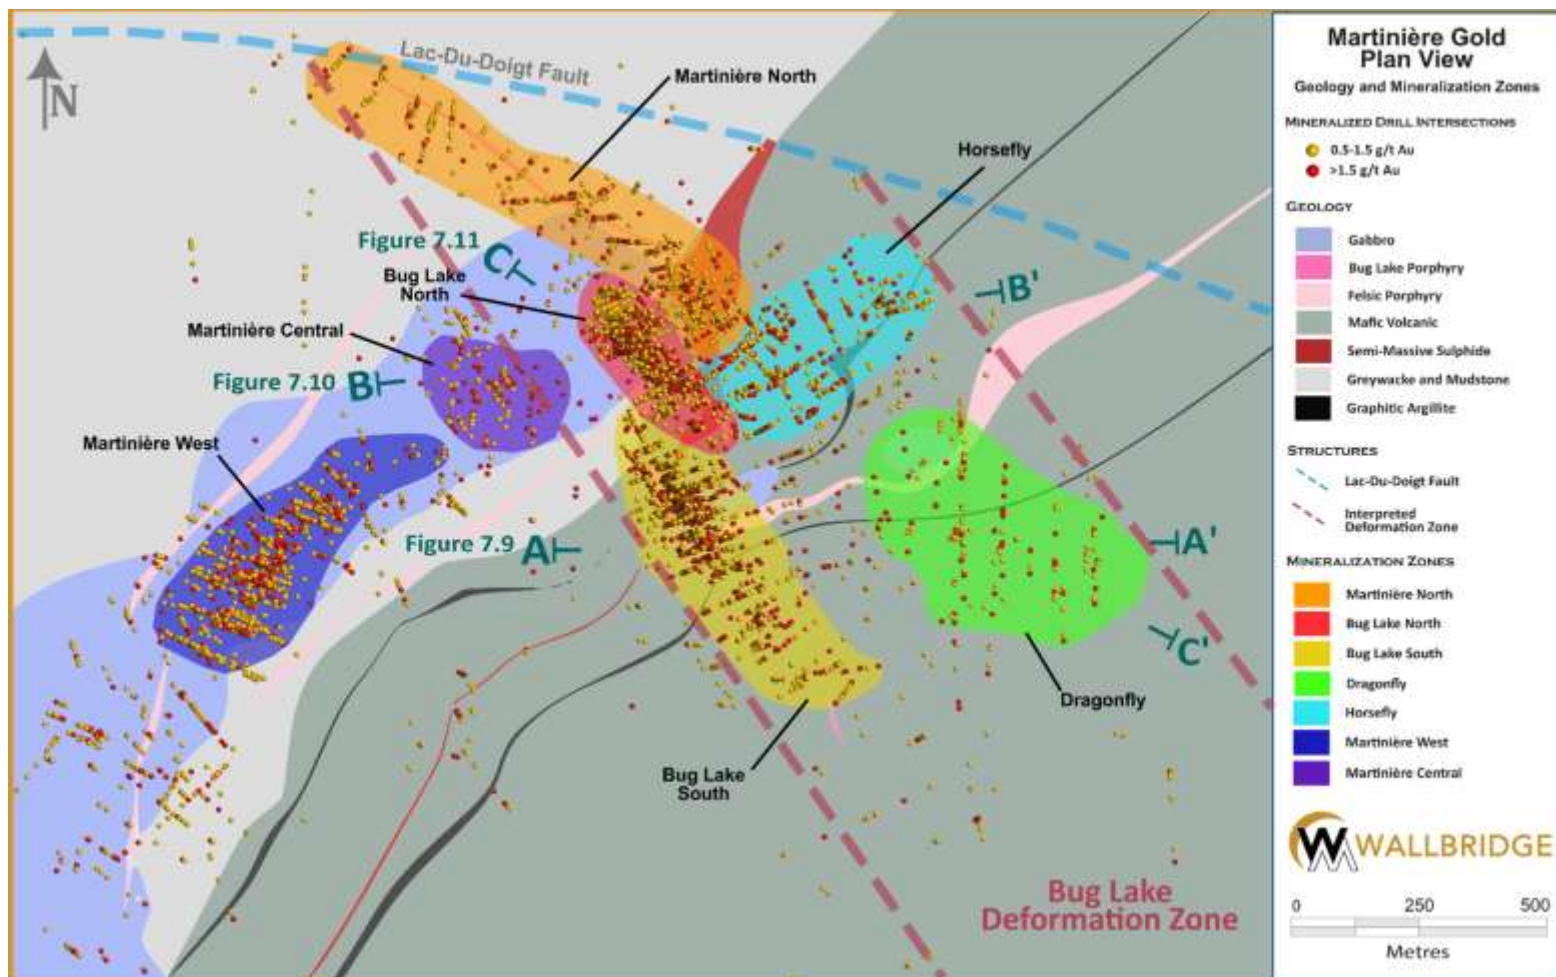 Lac-Du-Doigt Fault
N
Martinière North
Horsefly
Figure 7.11
C
Bug Lake
North
B'
Martinière Central
Figure 7.10
B
Martinière West
Figure 7.9
A
A'
C'
Dragonfly
Bug Lake
South
Bug Lake
Deformation Zone
Martinière Gold
Plan View
Geology and Mineralization Zones
MINERALIZED DRILL INTERSECTIONS
0.5-1.5 g/t Au
>1.5 g/t Au
GEOLOGY
Gabbro
Bug Lake Porphyry
Felsic Porphyry
Mafic Volcanic
Semi-Massive Sulphide
Greywacke and Mudstone
Graphitic Argillite
STRUCTURES
Lac-Du-Doigt Fault
Interpreted
Deformation Zone
MINERALIZATION ZONES
Martinière North
Bug Lake North
Bug Lake South
Dragonfly
Horsefly
Martinière West
Martinière Central
WALLBRIDGE
0 250 500
Metres